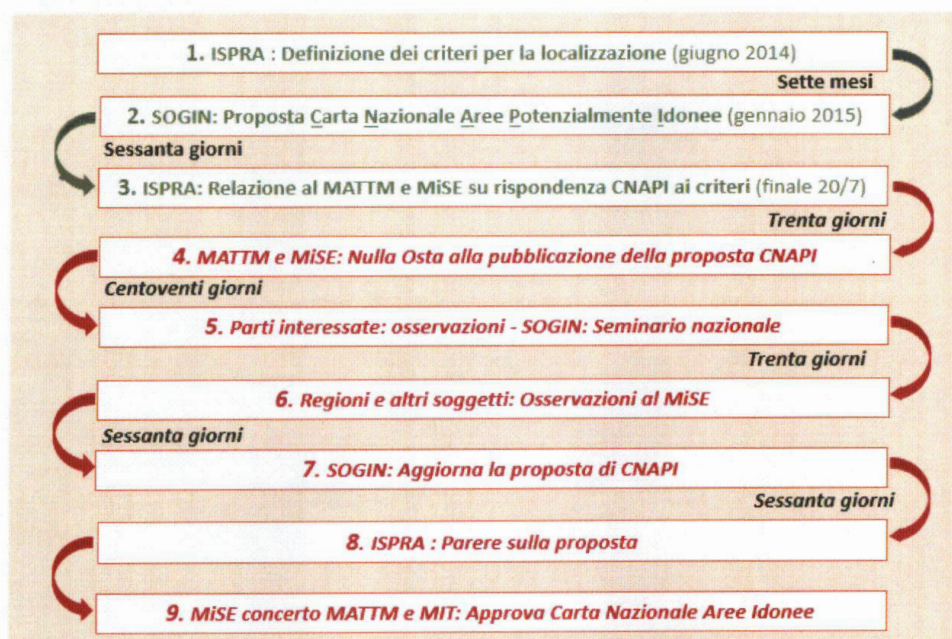 1. ISPRA : Definizione dei criteri per la localizzazione (giugno 2014)
Sette mesi
2. SOGIN: Proposta Carta Nazionale Aree Potenzialmente Idonee (gennaio 2015)
Sessanta giorni
3. ISPRA: Relazione al MATTM e MiSE su rispondenza CNAPI ai criteri (finale 20/7)
Trenta giorni
4. MATTM e MiSE: Nulla Osta alla pubblicazione della proposta CNAPI
Centoventi giorni
5. Parti interessate: osservazioni - SOGIN: Seminario nazionale
Trenta giorni
6. Regioni e altri soggetti: Osservazioni al MiSE
Sessanta giorni
7. SOGIN: Aggiorna la proposta di CNAPI
Sessanta giorni
8. ISPRA : Parere sulla proposta
9. MiSE concerto MATTM e MIT: Approva Carta Nazionale Aree Idonee